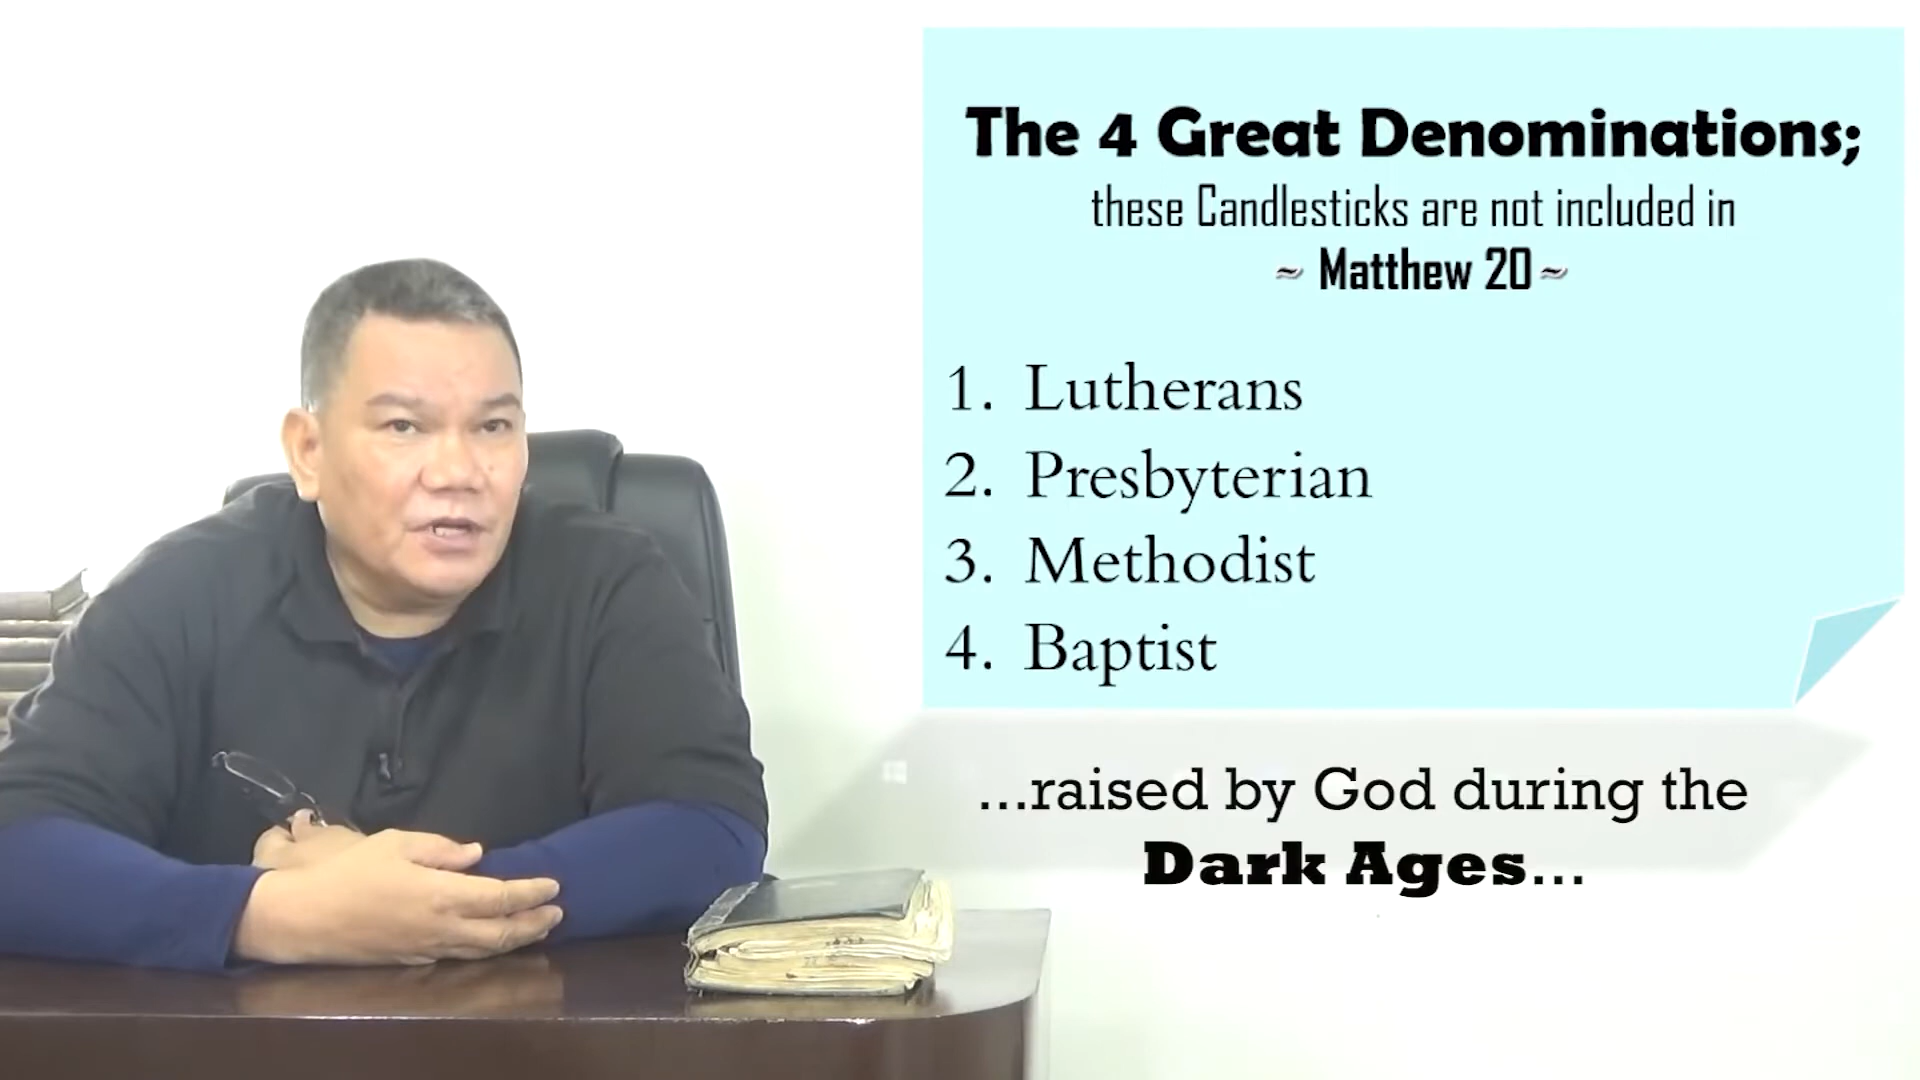 The 4 Great Denominations;
these Candlesticks are not included in
~ Matthew 20 ~
1. Lutherans
2. Presbyterian
3. Methodist
4. Baptist
...raised by God during the
Dark Ages...